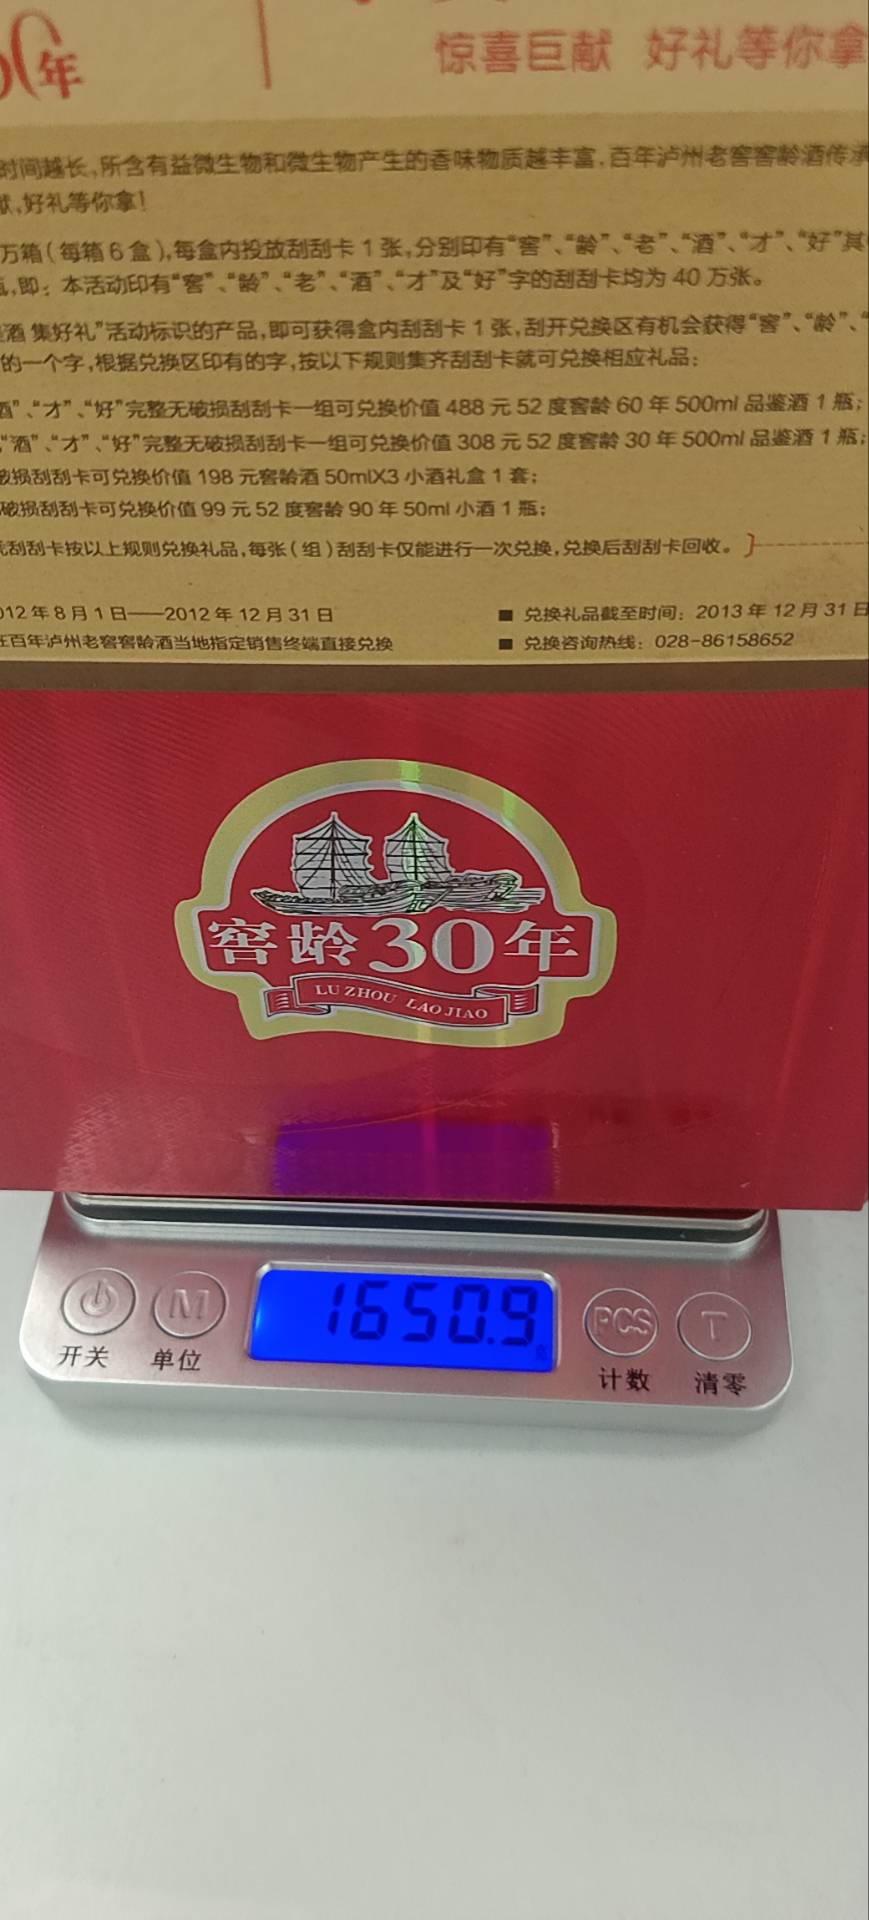 年
惊喜巨献 好礼等你拿
时间越长,所含有益微生物和微生物产生的香味物质越丰富,百年泸州老窖窖龄酒传承
献,好礼等你拿!
万箱(每箱6盒),每盒内投放刮刮卡1张,分别印有“窖”、“龄”、“老”、“酒”、“才”、“好”其
,即:本活动印有“窖”、“龄”、“老”、“酒”、“才”及“好”字的刮刮卡均为40万张。
酒 集好礼”活动标识的产品,即可获得盒内刮刮卡1张,刮开兑换区有机会获得“窖”、“龄”、“
的一个字,根据兑换区印有的字,按以下规则集齐刮刮卡就可兑换相应礼品:
酒”、“才”、“好”完整无破损刮刮卡一组可兑换价值488元52度窖龄60年500ml品鉴酒1瓶;
“酒”、“才”、“好”完整无破损刮刮卡一组可兑换价值308元52度窖龄30年500ml品鉴酒1瓶;
破损刮刮卡可兑换价值198元窖龄酒50mlX3小酒礼盒1套;
破损刮刮卡可兑换价值99元52度窖龄90年50ml小酒1瓶;
刮刮卡按以上规则兑换礼品,每张(组)刮刮卡仅能进行一次兑换,兑换后刮刮卡回收。
012年8月1日——2012年12月31日
■ 兑换礼品截至时间:2013年12月31日
在百年泸州老窖窖龄酒当地指定销售终端直接兑换
■ 兑换咨询热线:028-86158652
窖龄30年
LU ZHOU LAO JIAO
1650.9
M
PCS
T
开关
单位
计数
清零